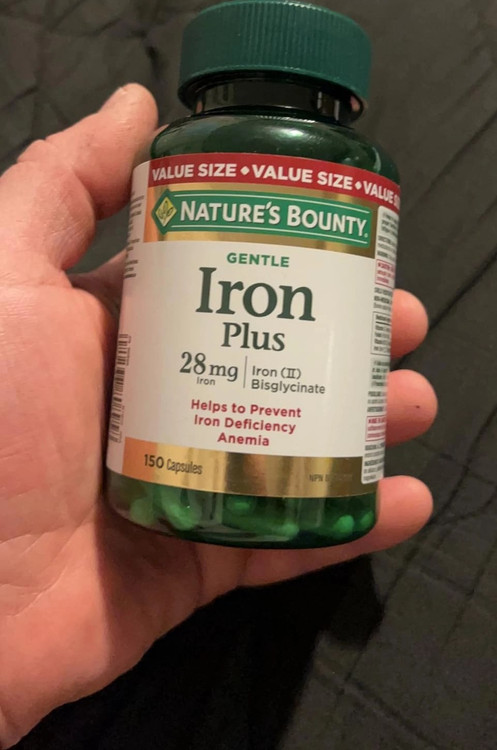 VALUE SIZE ◆ VALUE SIZE ◆ VALUE
NATURE'S BOUNTY®
GENTLE
Iron
Plus
28 mg
Iron
Iron (II)
Bisglycinate
Helps to Prevent
Iron Deficiency
Anemia
150 Capsules
NPN